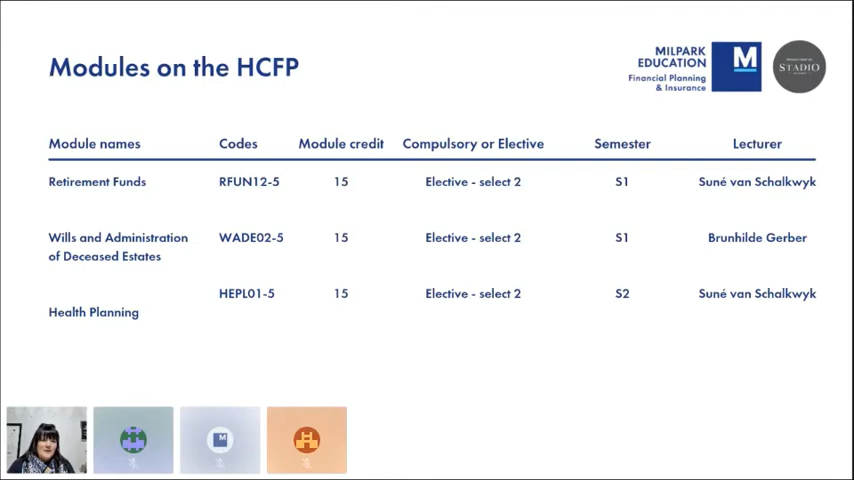 Modules on the HCFP
MILPARK
EDUCATION
Financial Planning
& Insurance
M
STADIO
Module names Codes Module credit Compulsory or Elective Semester Lecturer
Retirement Funds RFUN12-5 15 Elective - select 2 S1 Suné van Schalkwyk
Wills and Administration WADE02-5 15 Elective - select 2 S1 Brunhilde Gerber
of Deceased Estates
HEPL01-5 15 Elective - select 2 S2 Suné van Schalkwyk
Health Planning
M